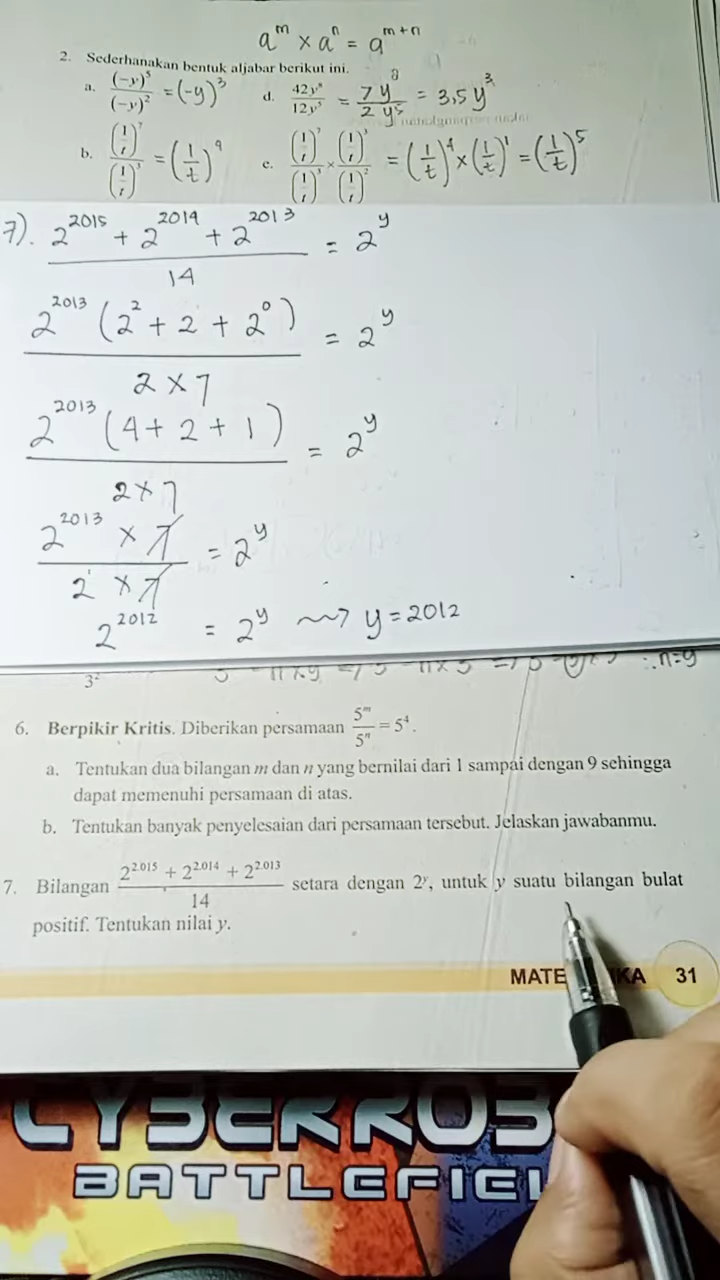 a^m × a^n = a^(m+n)
2. Sederhanakan bentuk aljabar berikut ini.
a. (-y)^5 / (-y)^2 = (-y)^3
d. 42y^8 / 12y^5 = 7y^8 / 2y^5 = 3,5 y^3
b. (1/t)^7 / (1/t)^3 = (1/t)^4
(1/t)^7 / (1/t)^3 × (1/t)^3 / (1/t)^2 = (1/t)^4 × (1/t)^1 = (1/t)^5
7). (2^2015 + 2^2014 + 2^2013) / 14 = 2^y
2^2013 (2^2 + 2 + 2^0) / (2 × 7) = 2^y
2^2013 (4 + 2 + 1) / (2 × 7) = 2^y
(2^2013 × 7) / (2^1 × 7) = 2^y
2^2012 = 2^y ⇝ y = 2012
3^2
∴ n=y
6. Berpikir Kritis. Diberikan persamaan 5^m / 5^n = 5^4.
a. Tentukan dua bilangan m dan n yang bernilai dari 1 sampai dengan 9 sehingga
dapat memenuhi persamaan di atas.
b. Tentukan banyak penyelesaian dari persamaan tersebut. Jelaskan jawabanmu.
7. Bilangan (2^2.015 + 2^2.014 + 2^2.013) / 14 setara dengan 2^y, untuk y suatu bilangan bulat
positif. Tentukan nilai y.
MATE KA 31
CYBERROB
BATTLEFIEL